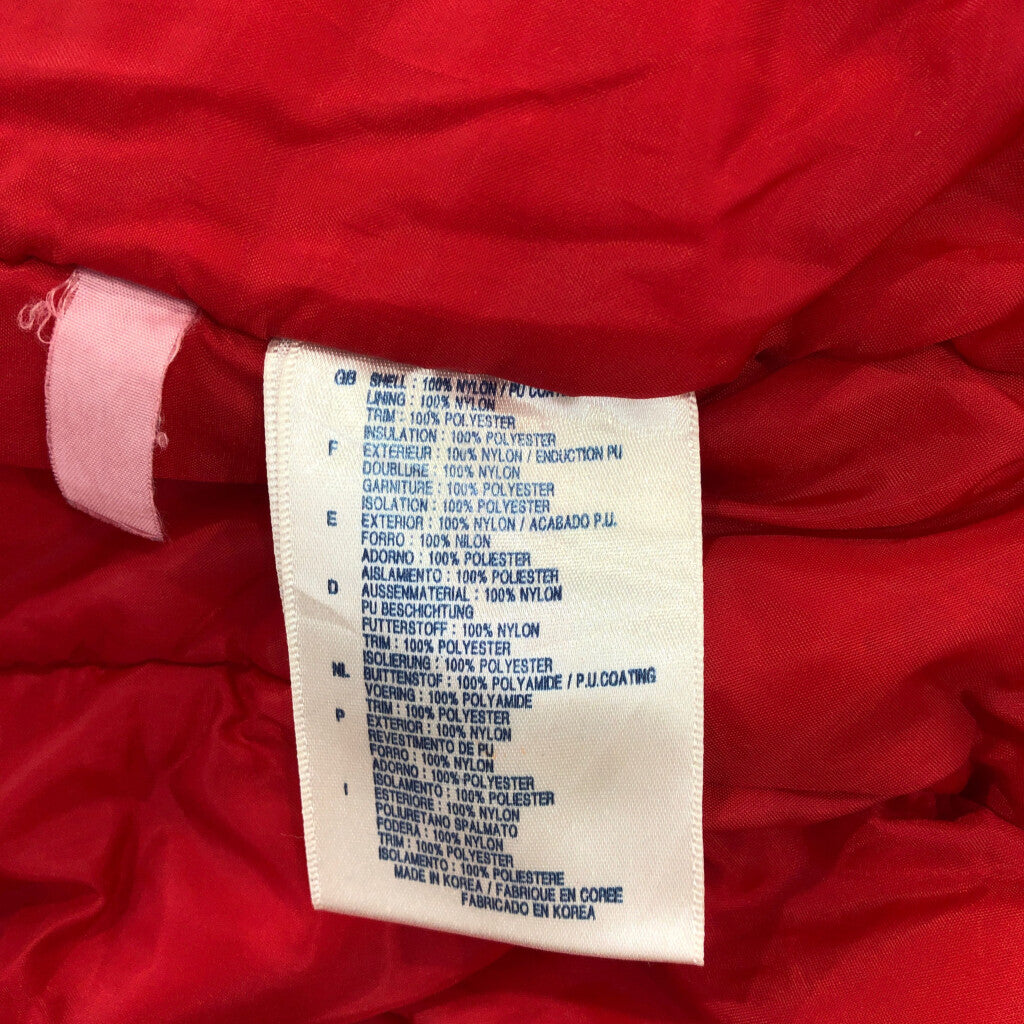 GB SHELL : 100% NYLON / PU
LINING : 100% NYLON
TRIM : 100% POLYESTER
INSULATION : 100% POLYESTER
F EXTERIEUR : 100% NYLON / ENDUCTION PU
DOUBLURE : 100% NYLON
GARNITURE : 100% POLYESTER
ISOLATION : 100% POLYESTER
E EXTERIOR : 100% NYLON / ACABADO P.U.
FORRO : 100% NILON
ADORNO : 100% POLIESTER
AISLAMIENTO : 100% POLIESTER
D AUSSENMATERIAL : 100% NYLON
PU BESCHICHTUNG
FUTTERSTOFF : 100% NYLON
TRIM : 100% POLYESTER
ISOLIERUNG : 100% POLYESTER
NL BUITTENSTOF : 100% POLYAMIDE / P.U.COATING
VOERING : 100% POLYAMIDE
TRIM : 100% POLYESTER
P EXTERIOR : 100% NYLON
REVESTIMENTO DE PU
FORRO : 100% NYLON
ADORNO : 100% POLYESTER
ISOLAMENTO : 100% POLIESTER
I ESTERIORE : 100% NYLON
POLIURETANO SPALMATO
FODERA : 100% NYLON
TRIM : 100% POLYESTER
ISOLAMENTO : 100% POLIESTERE
MADE IN KOREA / FABRIQUE EN COREE
FABRICADO EN KOREA